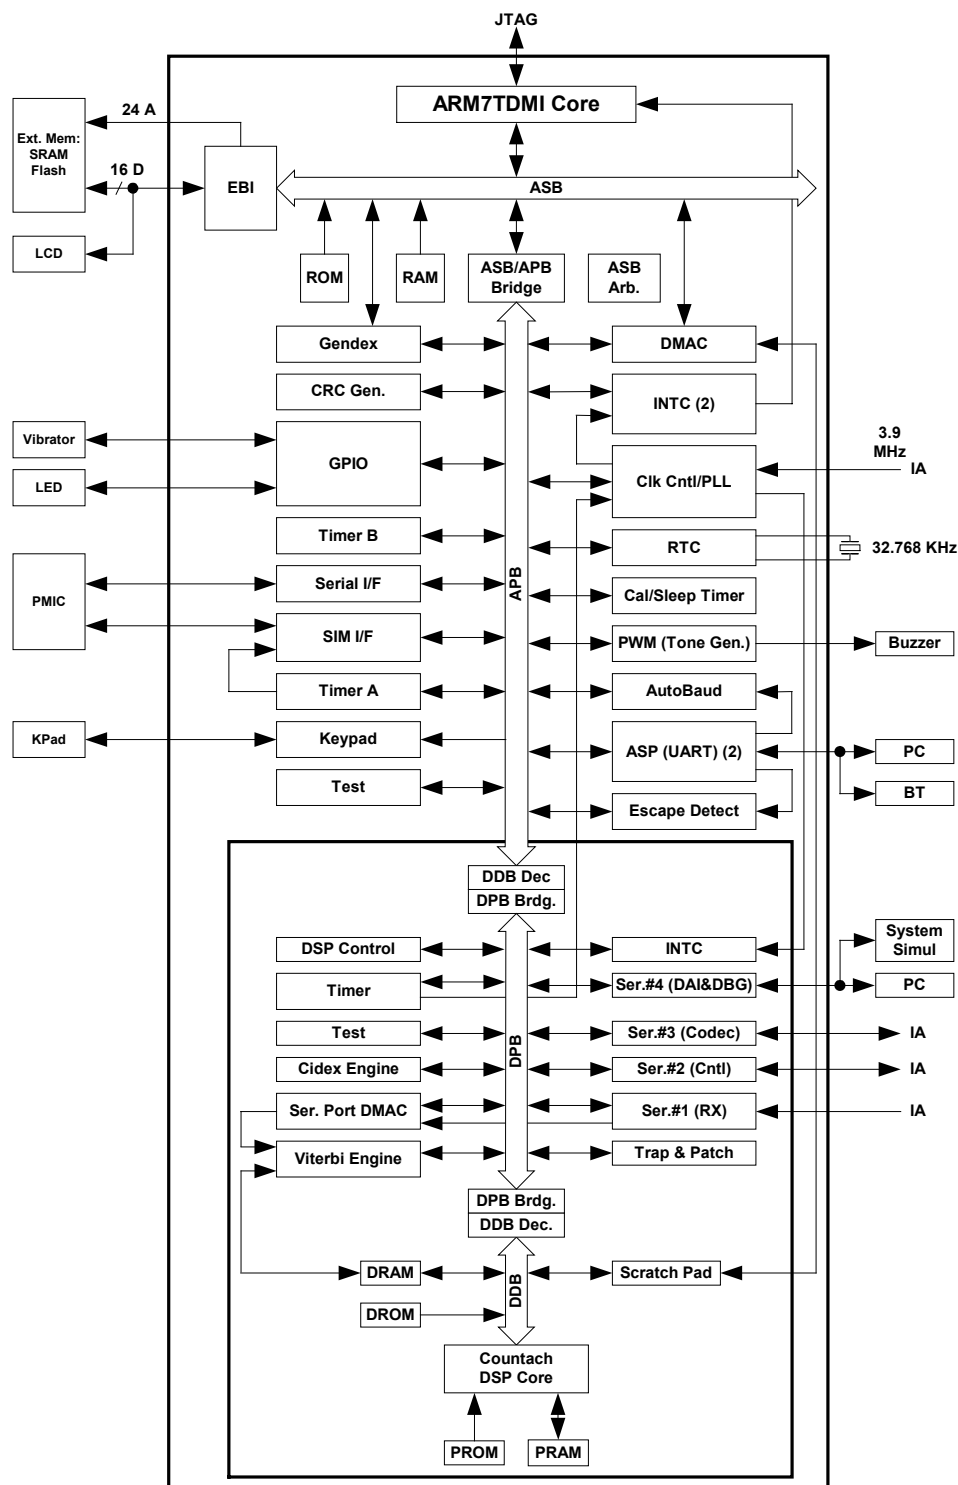 JTAG
ARM7TDMI Core
24 A
Ext. Mem:
SRAM
Flash
16 D
EBI
ASB
LCD
ROM
RAM
ASB/APB
Bridge
ASB
Arb.
Gendex
DMAC
CRC Gen.
INTC (2)
Vibrator
GPIO
3.9
MHz
IA
LED
Clk Cntl/PLL
Timer B
RTC
32.768 KHz
APB
PMIC
Serial I/F
Cal/Sleep Timer
SIM I/F
PWM (Tone Gen.)
Buzzer
Timer A
AutoBaud
KPad
Keypad
ASP (UART) (2)
PC
Test
BT
Escape Detect
DDB Dec
DPB Brdg.
DSP Control
INTC
System
Simul
Timer
Ser.#4 (DAI&DBG)
PC
Test
DPB
Ser.#3 (Codec)
IA
Cidex Engine
Ser.#2 (Cntl)
IA
Ser. Port DMAC
Ser.#1 (RX)
IA
Viterbi Engine
Trap & Patch
DPB Brdg.
DDB Dec.
DRAM
DDB
Scratch Pad
DROM
Countach
DSP Core
PROM
PRAM